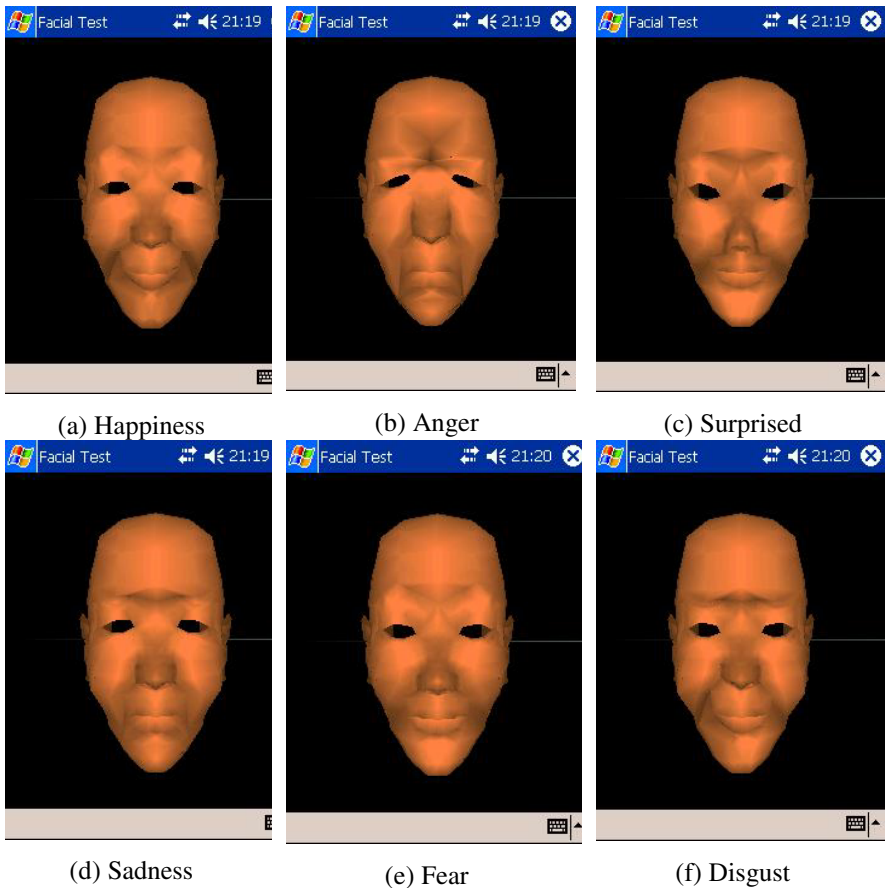 Facial Test 21:19
Facial Test 21:19
Facial Test 21:19
(a) Happiness
(b) Anger
(c) Surprised
Facial Test 21:19
Facial Test 21:20
Facial Test 21:20
(d) Sadness
(e) Fear
(f) Disgust